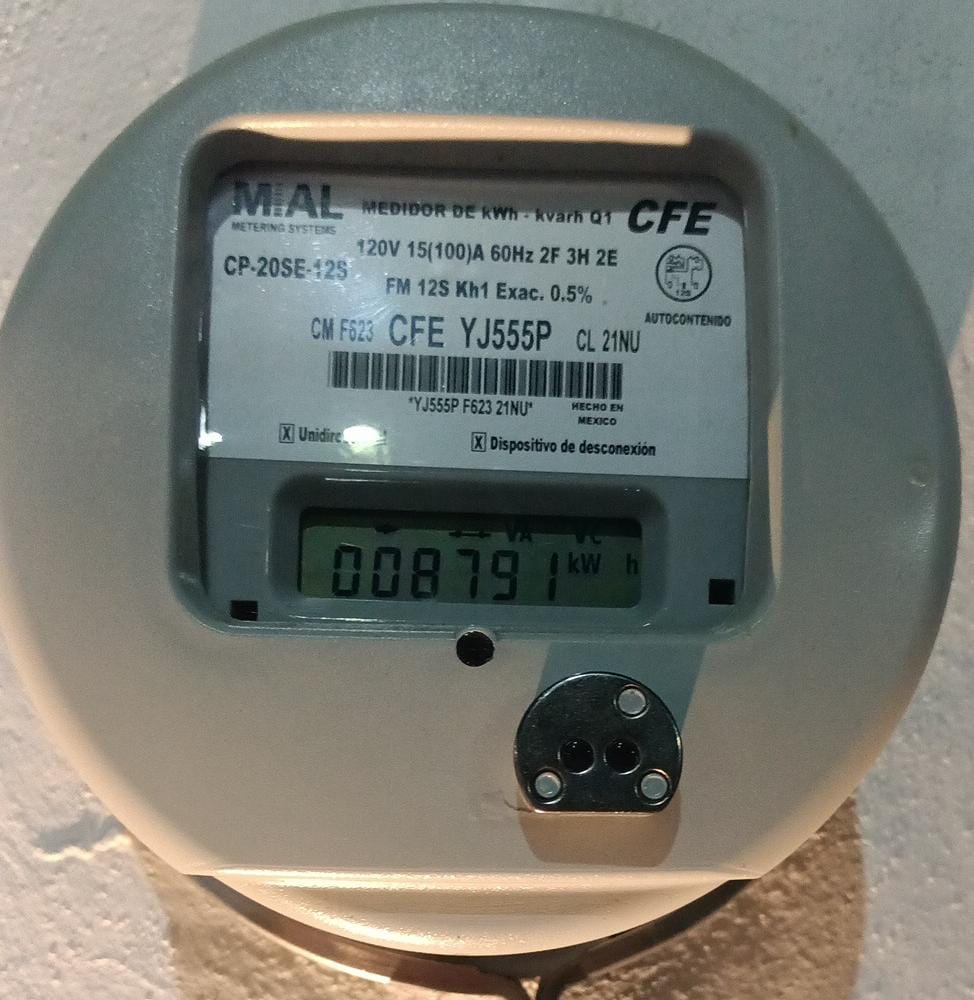 MIAL
METERING SYSTEMS
MEDIDOR DE kWh - kvarh Q1
CFE
120V 15(100)A 60Hz 2F 3H 2E
CP-20SE-12S
FM 12S Kh1 Exac. 0.5%
12S
AUTOCONTENIDO
CM F623 CFE YJ555P CL 21NU
*YJ555P F623 21NU*
HECHO EN
MEXICO
X
X Dispositivo de desconexión
VA VC
008791 kW h